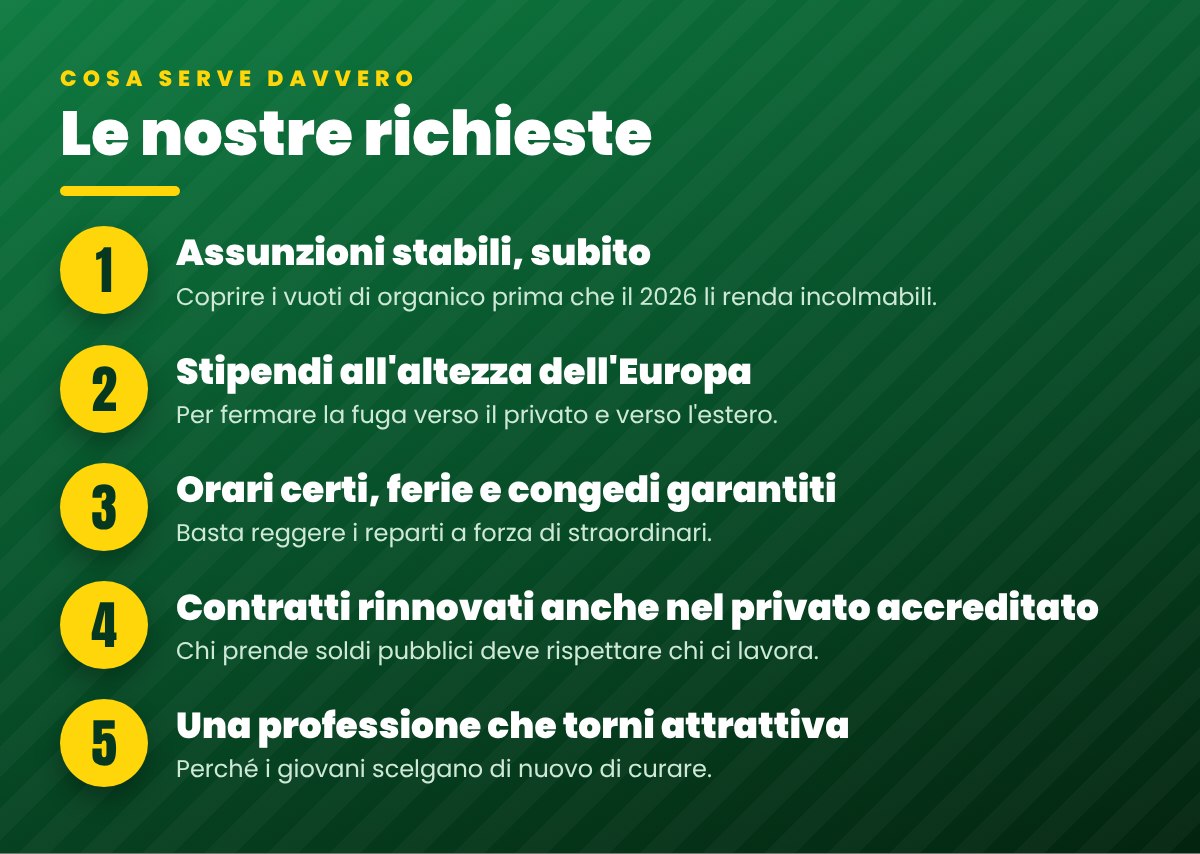 COSA SERVE DAVVERO
Le nostre richieste
1
Assunzioni stabili, subito
Coprire i vuoti di organico prima che il 2026 li renda incolmabili.
2
Stipendi all'altezza dell'Europa
Per fermare la fuga verso il privato e verso l'estero.
3
Orari certi, ferie e congedi garantiti
Basta reggere i reparti a forza di straordinari.
4
Contratti rinnovati anche nel privato accreditato
Chi prende soldi pubblici deve rispettare chi ci lavora.
5
Una professione che torni attrattiva
Perché i giovani scelgano di nuovo di curare.